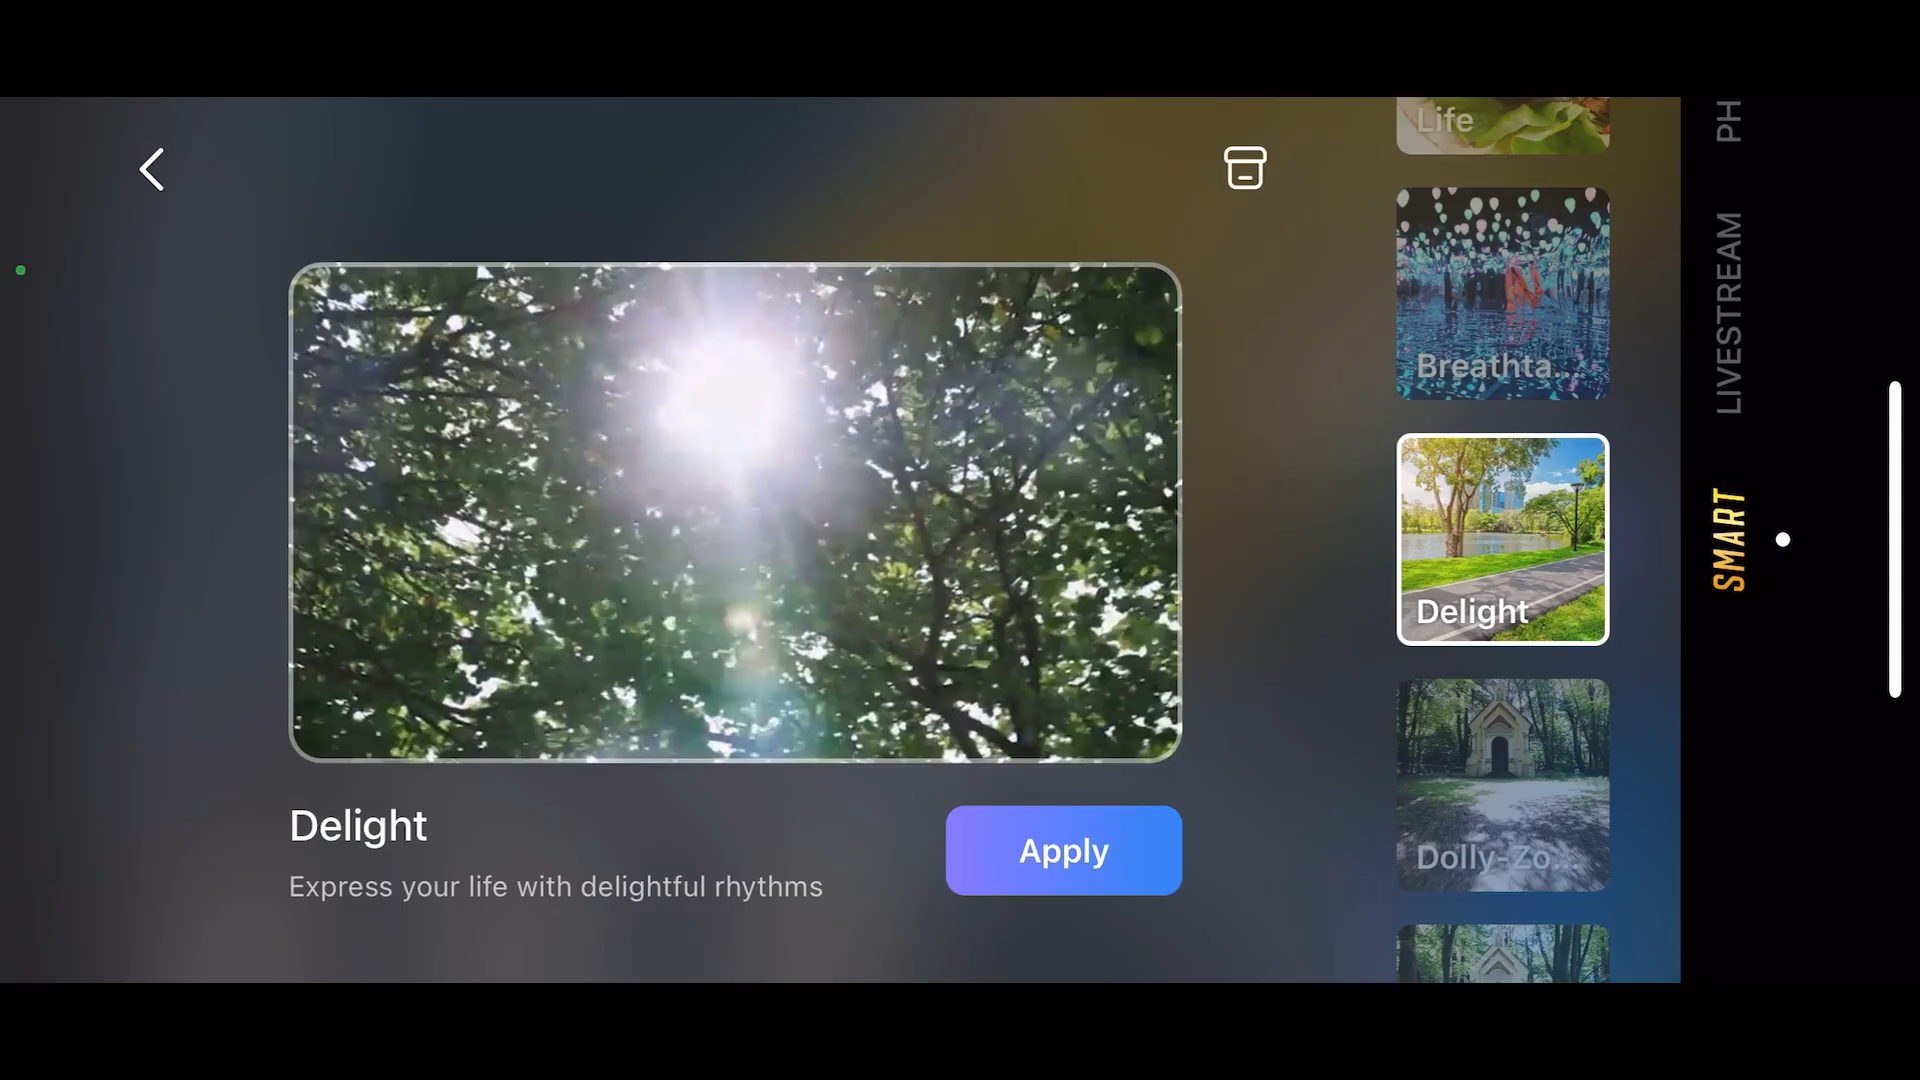 Life
Breathta...
Delight
Dolly-Zo...
Delight
Express your life with delightful rhythms
Apply
PH
LIVESTREAM
SMART